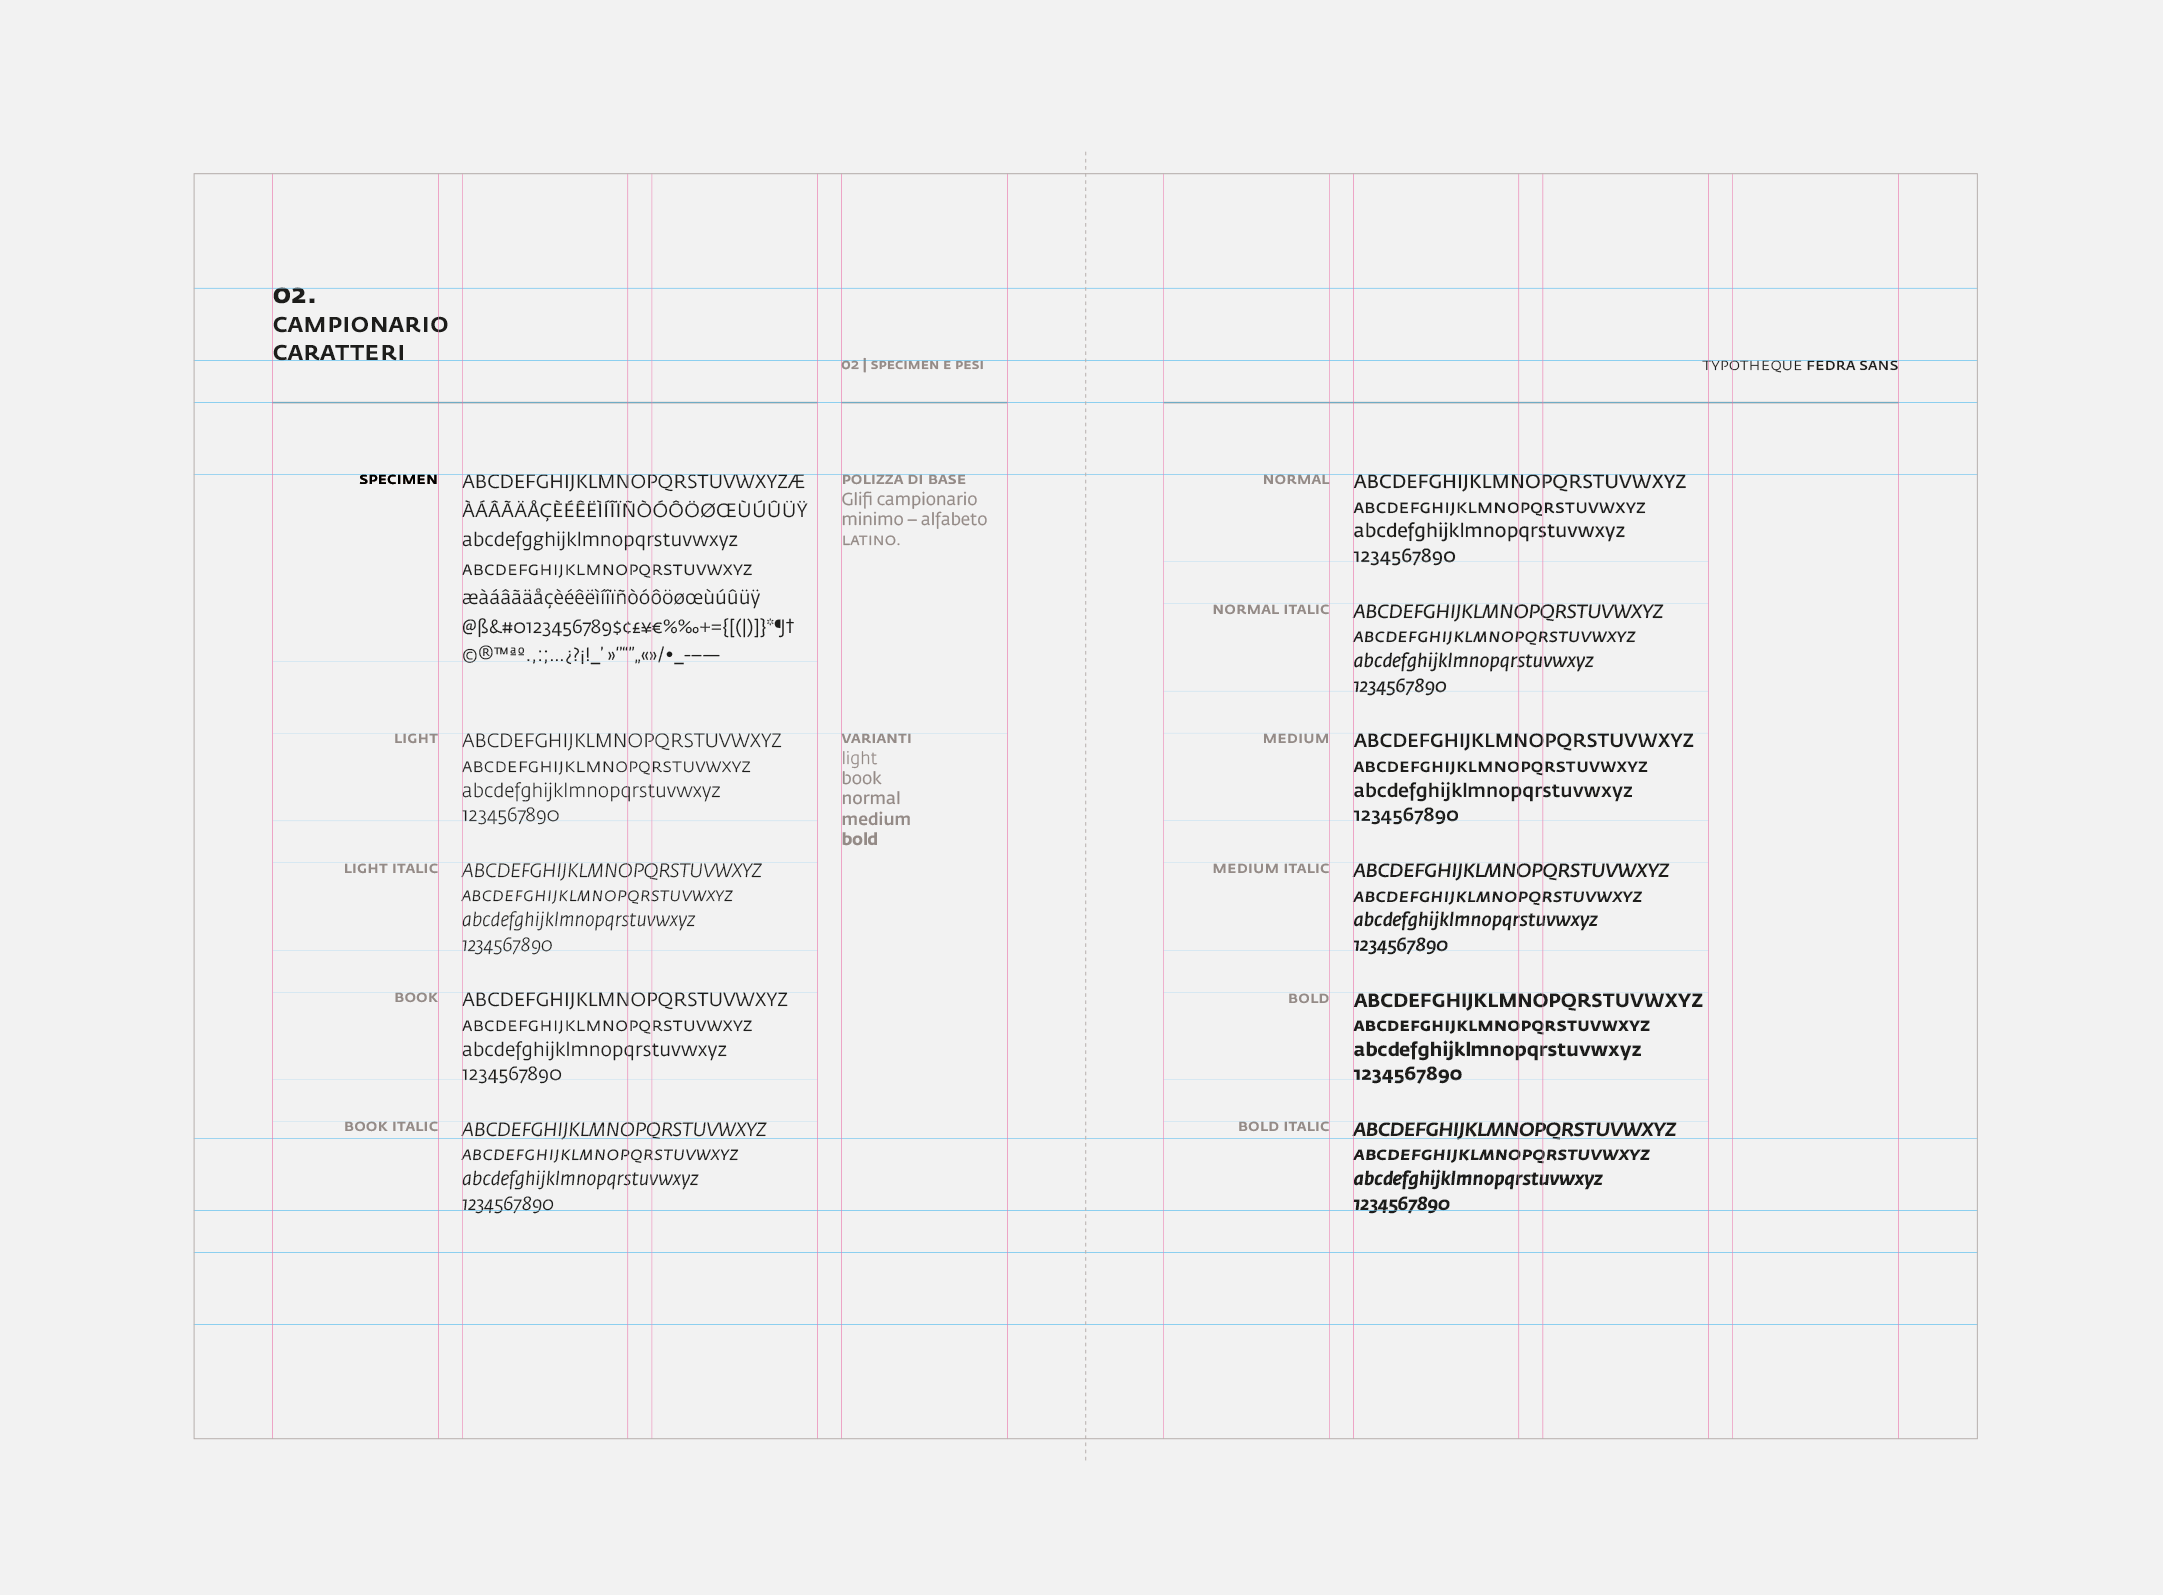 02.
CAMPIONARIO
CARATTERI
02 | SPECIMEN E PESI
TYPOTHEQUE FEDRA SANS
SPECIMEN
ABCDEFGHIJKLMNOPQRSTUVWXYZÆ
ÀÁÂÃÄÅÇÈÉÊËÌÍÎÏÑÒÓÔÖØŒÙÚÛÜŸ
abcdefgghijklmnopqrstuvwxyz
ABCDEFGHIJKLMNOPQRSTUVWXYZ
æàáâãäåçèéêëìíîïñòóôöøœùúûüÿ
@ß&#0123456789$¢£¥€%‰+={[(|)]}*¶†
©®™ªº.,:;…¿?¡!_'»"“”„«»/•_-–—
POLIZZA DI BASE
Glifi campionario
minimo – alfabeto
LATINO.
LIGHT
ABCDEFGHIJKLMNOPQRSTUVWXYZ
ABCDEFGHIJKLMNOPQRSTUVWXYZ
abcdefghijklmnopqrstuvwxyz
1234567890
VARIANTI
light
book
normal
medium
bold
LIGHT ITALIC
ABCDEFGHIJKLMNOPQRSTUVWXYZ
ABCDEFGHIJKLMNOPQRSTUVWXYZ
abcdefghijklmnopqrstuvwxyz
1234567890
BOOK
ABCDEFGHIJKLMNOPQRSTUVWXYZ
ABCDEFGHIJKLMNOPQRSTUVWXYZ
abcdefghijklmnopqrstuvwxyz
1234567890
BOOK ITALIC
ABCDEFGHIJKLMNOPQRSTUVWXYZ
ABCDEFGHIJKLMNOPQRSTUVWXYZ
abcdefghijklmnopqrstuvwxyz
1234567890
NORMAL
ABCDEFGHIJKLMNOPQRSTUVWXYZ
ABCDEFGHIJKLMNOPQRSTUVWXYZ
abcdefghijklmnopqrstuvwxyz
1234567890
NORMAL ITALIC
ABCDEFGHIJKLMNOPQRSTUVWXYZ
ABCDEFGHIJKLMNOPQRSTUVWXYZ
abcdefghijklmnopqrstuvwxyz
1234567890
MEDIUM
ABCDEFGHIJKLMNOPQRSTUVWXYZ
ABCDEFGHIJKLMNOPQRSTUVWXYZ
abcdefghijklmnopqrstuvwxyz
1234567890
MEDIUM ITALIC
ABCDEFGHIJKLMNOPQRSTUVWXYZ
ABCDEFGHIJKLMNOPQRSTUVWXYZ
abcdefghijklmnopqrstuvwxyz
1234567890
BOLD
ABCDEFGHIJKLMNOPQRSTUVWXYZ
ABCDEFGHIJKLMNOPQRSTUVWXYZ
abcdefghijklmnopqrstuvwxyz
1234567890
BOLD ITALIC
ABCDEFGHIJKLMNOPQRSTUVWXYZ
ABCDEFGHIJKLMNOPQRSTUVWXYZ
abcdefghijklmnopqrstuvwxyz
1234567890